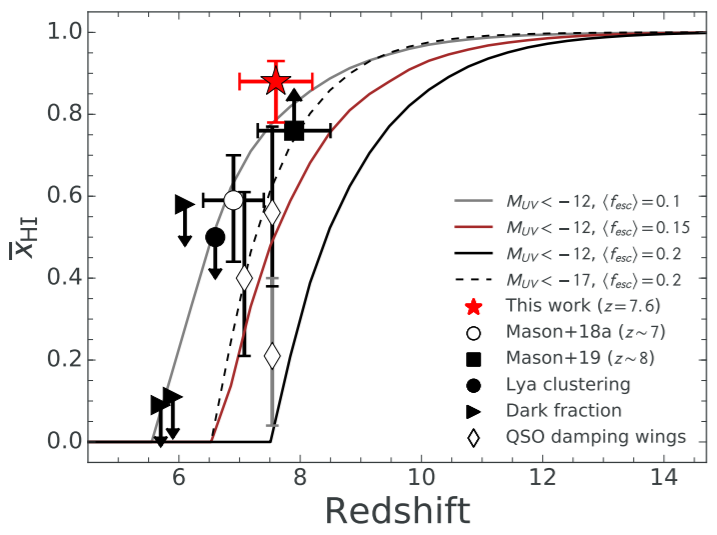 1.0
0.8
0.6
0.4
0.2
0.0
x̅HI
6 8 10 12 14
Redshift
MUV < −12, ⟨fesc⟩=0.1
MUV < −12, ⟨fesc⟩=0.15
MUV < −12, ⟨fesc⟩=0.2
MUV < −17, ⟨fesc⟩=0.2
This work (z=7.6)
Mason+18a (z~7)
Mason+19 (z~8)
Lya clustering
Dark fraction
QSO damping wings